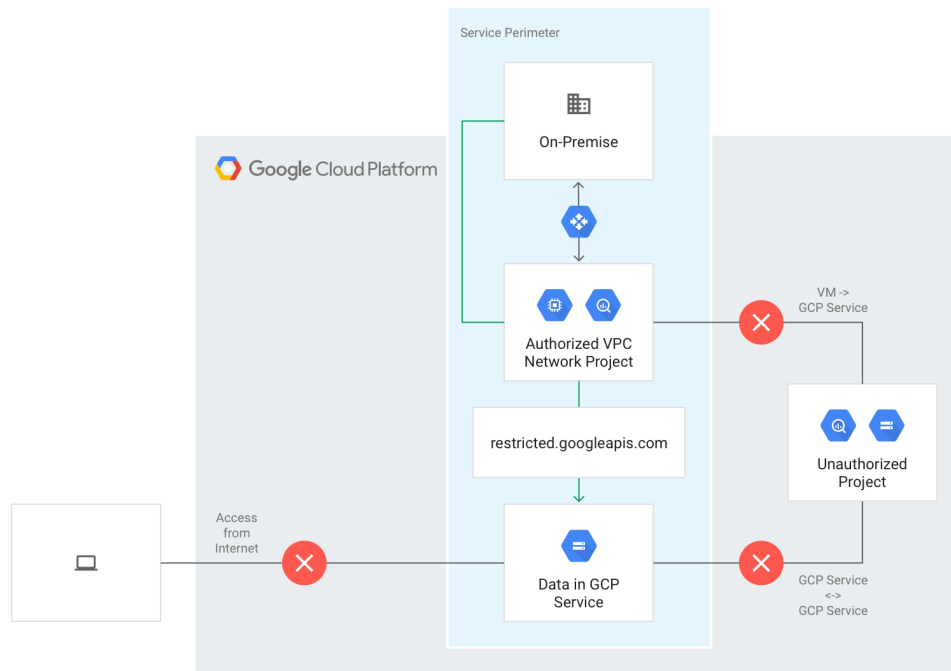 Service Perimeter
On-Premise
Google Cloud Platform
VM ->
GCP Service
Authorized VPC
Network Project
restricted.googleapis.com
Unauthorized
Project
Access
from
Internet
Data in GCP
Service
GCP Service
<->
GCP Service